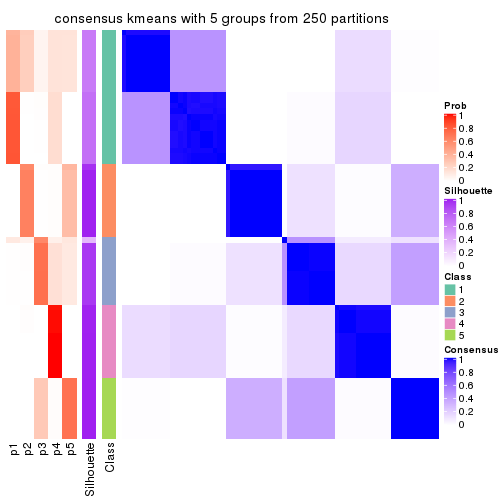 consensus kmeans with 5 groups from 250 partitions
Prob
1
0.8
0.6
0.4
0.2
0
Silhouette
1
0.8
0.6
0.4
0.2
0
Class
1
2
3
4
5
Consensus
1
0.8
0.6
0.4
0.2
0
p1
p2
p3
p4
p5
Silhouette
Class